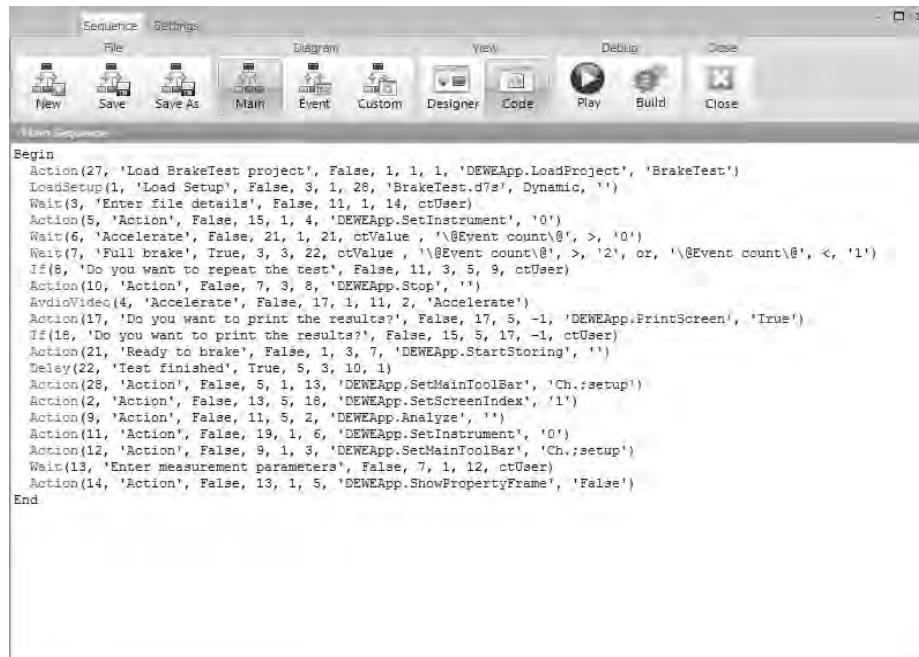 Sequence Settings
File Diagram View Debug Close
New Save Save As Main Event Custom Designer Code Play Build Close
Main Sequence
Begin
Action(27, 'Load BrakeTest project', False, 1, 1, 1, 'DEWEApp.LoadProject', 'BrakeTest')
LoadSetup(1, 'Load Setup', False, 3, 1, 28, 'BrakeTest.d7s', Dynamic, '')
Wait(3, 'Enter file details', False, 11, 1, 14, ctUser)
Action(5, 'Action', False, 15, 1, 4, 'DEWEApp.SetInstrument', '0')
Wait(6, 'Accelerate', False, 21, 1, 21, ctValue , '\@Event count\@', >, '0')
Wait(7, 'Full brake', True, 3, 3, 22, ctValue , '\@Event count\@', >, '2', or, '\@Event count\@', <, '1')
If(8, 'Do you want to repeat the test', False, 11, 3, 5, 9, ctUser)
Action(10, 'Action', False, 7, 3, 8, 'DEWEApp.Stop', '')
AudioVideo(4, 'Accelerate', False, 17, 1, 11, 2, 'Accelerate')
Action(17, 'Do you want to print the results?', False, 17, 5, -1, 'DEWEApp.PrintScreen', 'True')
If(18, 'Do you want to print the results?', False, 15, 5, 17, -1, ctUser)
Action(21, 'Ready to brake', False, 1, 3, 7, 'DEWEApp.StartStoring', '')
Delay(22, 'Test finished', True, 5, 3, 10, 1)
Action(28, 'Action', False, 5, 1, 13, 'DEWEApp.SetMainToolBar', 'Ch.;setup')
Action(2, 'Action', False, 13, 5, 18, 'DEWEApp.SetScreenIndex', '1')
Action(9, 'Action', False, 11, 5, 2, 'DEWEApp.Analyze', '')
Action(11, 'Action', False, 19, 1, 6, 'DEWEApp.SetInstrument', '0')
Action(12, 'Action', False, 9, 1, 3, 'DEWEApp.SetMainToolBar', 'Ch.;setup')
Wait(13, 'Enter measurement parameters', False, 7, 1, 12, ctUser)
Action(14, 'Action', False, 13, 1, 5, 'DEWEApp.ShowPropertyFrame', 'False')
End